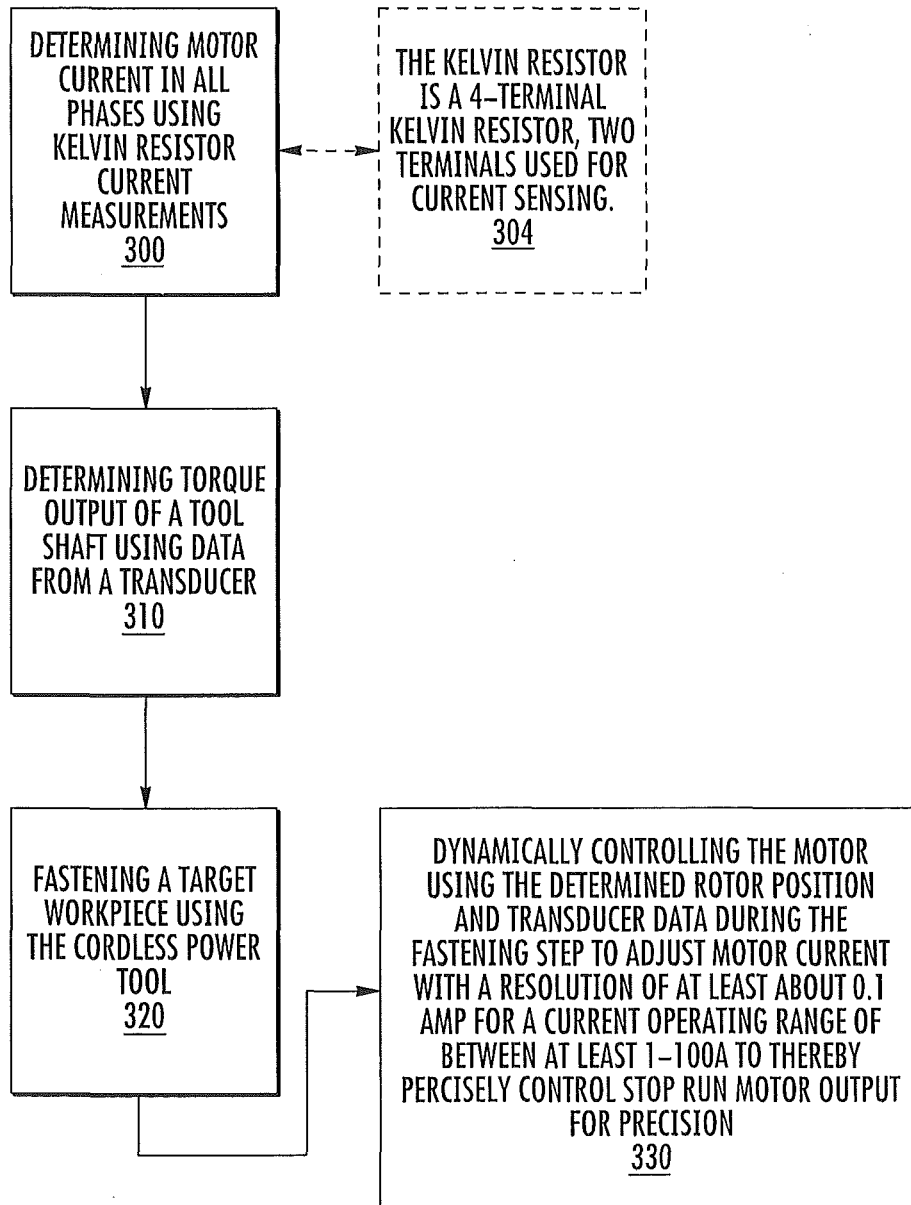 DETERMINING MOTOR
CURRENT IN ALL
PHASES USING
KELVIN RESISTOR
CURRENT
MEASUREMENTS
300
THE KELVIN RESISTOR
IS A 4-TERMINAL
KELVIN RESISTOR, TWO
TERMINALS USED FOR
CURRENT SENSING.
304
DETERMINING TORQUE
OUTPUT OF A TOOL
SHAFT USING DATA
FROM A TRANSDUCER
310
FASTENING A TARGET
WORKPIECE USING
THE CORDLESS POWER
TOOL
320
DYNAMICALLY CONTROLLING THE MOTOR
USING THE DETERMINED ROTOR POSITION
AND TRANSDUCER DATA DURING THE
FASTENING STEP TO ADJUST MOTOR CURRENT
WITH A RESOLUTION OF AT LEAST ABOUT 0.1
AMP FOR A CURRENT OPERATING RANGE OF
BETWEEN AT LEAST 1-100A TO THEREBY
PERCISELY CONTROL STOP RUN MOTOR OUTPUT
FOR PRECISION
330